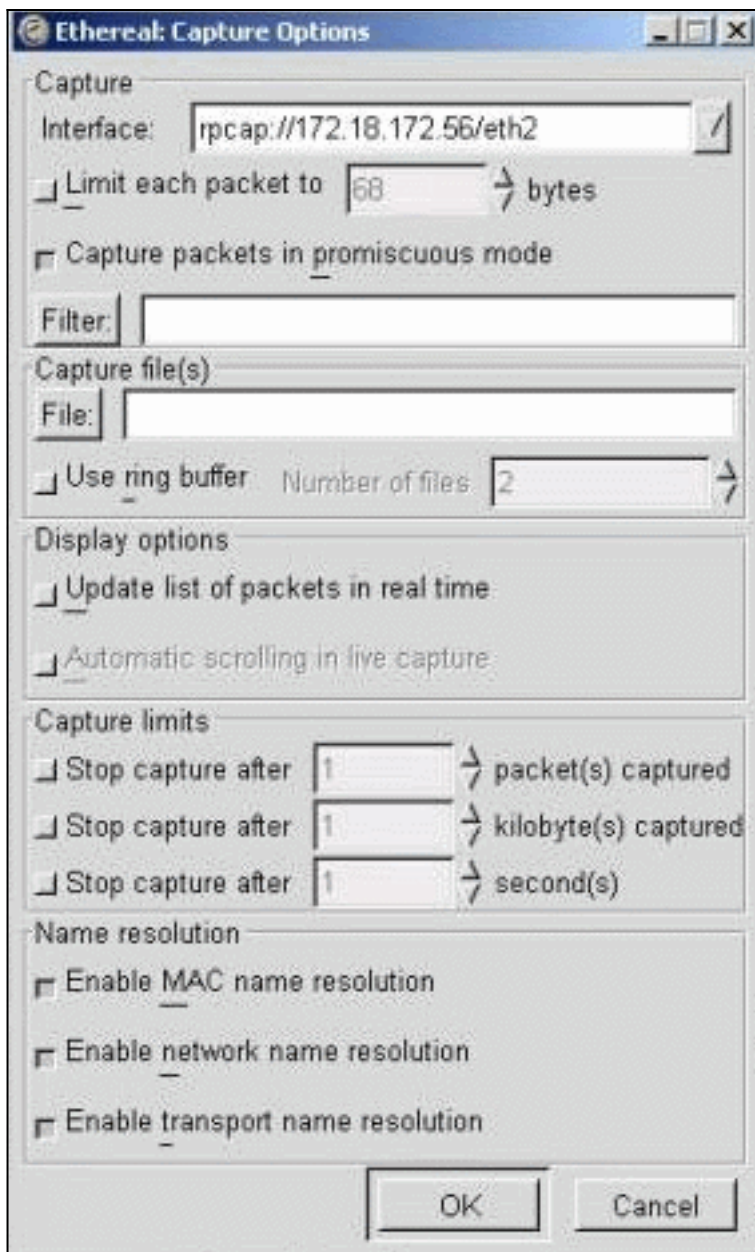 Ethereal: Capture Options
Capture
Interface: rpcap://172.18.172.56/eth2
Limit each packet to 68 bytes
Capture packets in promiscuous mode
Filter:
Capture file(s)
File:
Use ring buffer Number of files 2
Display options
Update list of packets in real time
Automatic scrolling in live capture
Capture limits
Stop capture after 1 packet(s) captured
Stop capture after 1 kilobyte(s) captured
Stop capture after 1 second(s)
Name resolution
Enable MAC name resolution
Enable network name resolution
Enable transport name resolution
OK Cancel